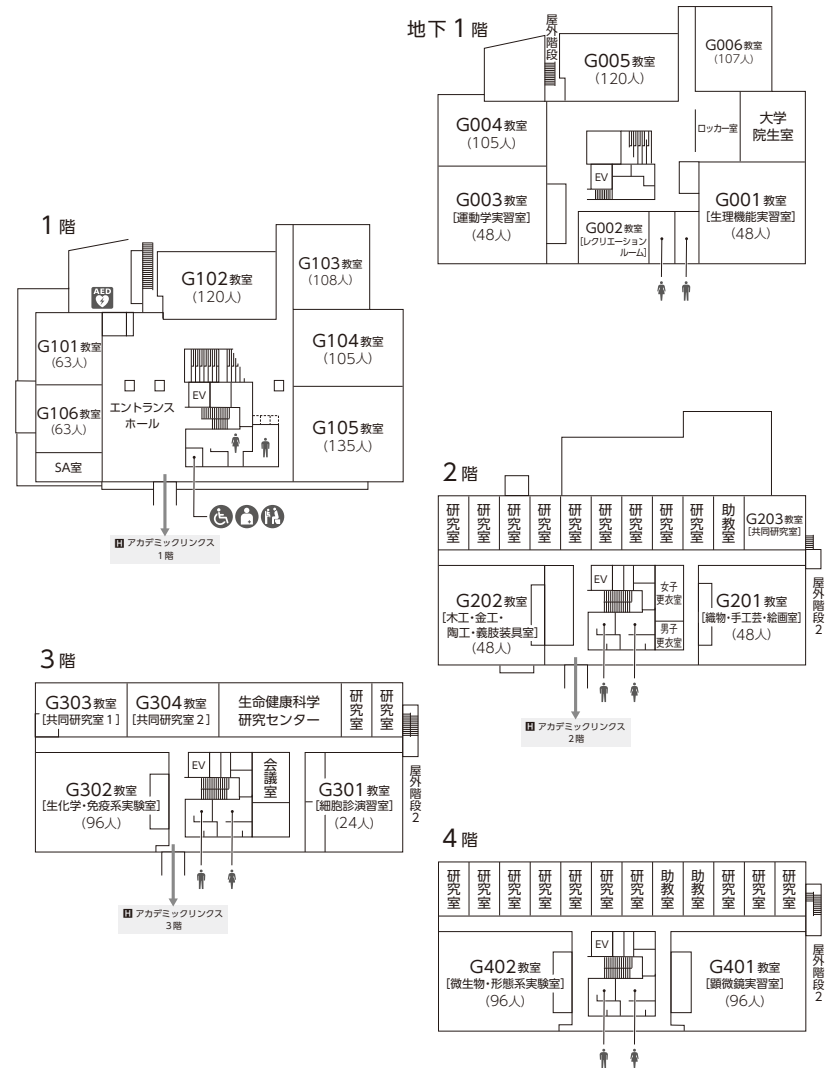 地下1階
屋外階段
G005教室
(120人)
G006教室
(107人)
G004教室
(105人)
ロッカー室
大学
院生室
EV
G003教室
[運動学実習室]
(48人)
G002教室
[レクリエーション
ルーム]
G001教室
[生理機能実習室]
(48人)
1階
AED
G102教室
(120人)
G103教室
(108人)
G101教室
(63人)
G104教室
(105人)
EV
G106教室
(63人)
エントランス
ホール
G105教室
(135人)
SA室
H アカデミックリンクス
1階
2階
研究室
研究室
研究室
研究室
研究室
研究室
研究室
研究室
研究室
助教室
G203教室
[共同研究室]
屋外階段2
EV
女子
更衣室
男子
更衣室
G202教室
[木工・金工・
陶工・義肢装具室]
(48人)
G201教室
[織物・手工芸・絵画室]
(48人)
H アカデミックリンクス
2階
3階
G303教室
[共同研究室1]
G304教室
[共同研究室2]
生命健康科学
研究センター
研究室
研究室
屋外階段2
EV
会議室
G302教室
[生化学・免疫系実験室]
(96人)
G301教室
[細胞診演習室]
(24人)
H アカデミックリンクス
3階
4階
研究室
研究室
研究室
研究室
研究室
研究室
研究室
助教室
助教室
研究室
研究室
研究室
屋外階段2
EV
G402教室
[微生物・形態系実験室]
(96人)
G401教室
[顕微鏡実習室]
(96人)